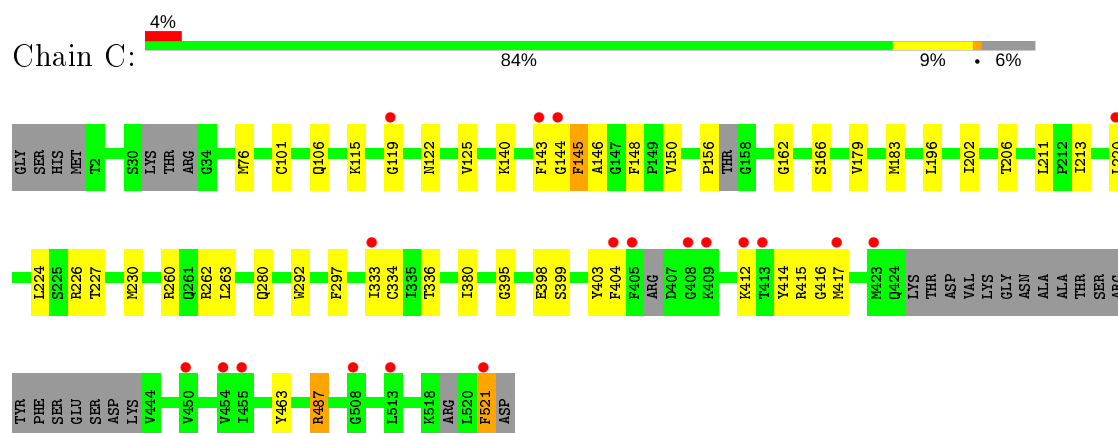 4%
Chain C:
84% 9% • 6%
GLY SER HIS MET T2 S30 LYS THR ARG G34 M76 C101 Q106 K115 G119 N122 V125 K140 F143 G144 F145 A146 G147 F148 P149 V150 P156 THR G158 G162 S166 V179 M183 L196 I202 T206 L211 P212 I213 L220
L224 S225 R226 T227 M230 R260 Q261 R262 L263 Q280 W292 F297 I333 C334 I335 T336 I380 G395 E398 S399 Y403 F404 F405 ARG D407 G408 K409 K412 T413 Y414 R415 G416 M417 M423 Q424 LYS THR ASP VAL LYS GLY ASN ALA ALA THR SER ARG
TYR PHE SER GLU SER ASP LYS V444 V450 V454 I455 Y463 R487 G508 L513 K518 ARG L520 F521 ASP